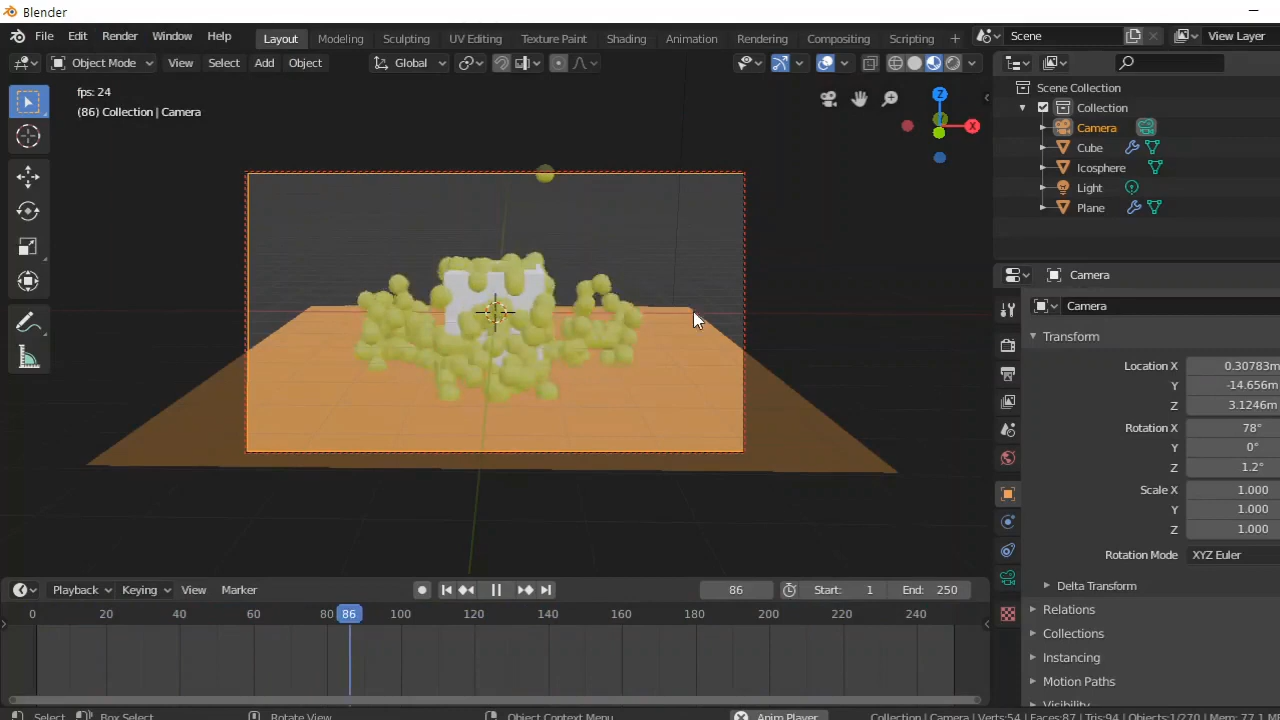 Blender
File Edit Render Window Help Layout Modeling Sculpting UV Editing Texture Paint Shading Animation Rendering Compositing Scripting + Scene View Layer
Object Mode View Select Add Object Global
fps: 24
(86) Collection | Camera
Z
X
Scene Collection
Collection
Camera
Cube
Icosphere
Light
Plane
Camera
Camera
Transform
Location X 0.30783m
Y -14.656m
Z 3.1246m
Rotation X 78°
Y 0°
Z 1.2°
Scale X 1.000
Y 1.000
Z 1.000
Rotation Mode XYZ Euler
Delta Transform
Relations
Collections
Instancing
Motion Paths
Visibility
Playback Keying View Marker 86 Start: 1 End: 250
0 20 40 60 80 86 100 120 140 160 180 200 220 240
Select Box Select Rotate View Object Context Menu Anim Player Collection | Camera | Verts:54 | Faces:87 | Tris:94 | Objects:1/270 | Mem: 77.1 M